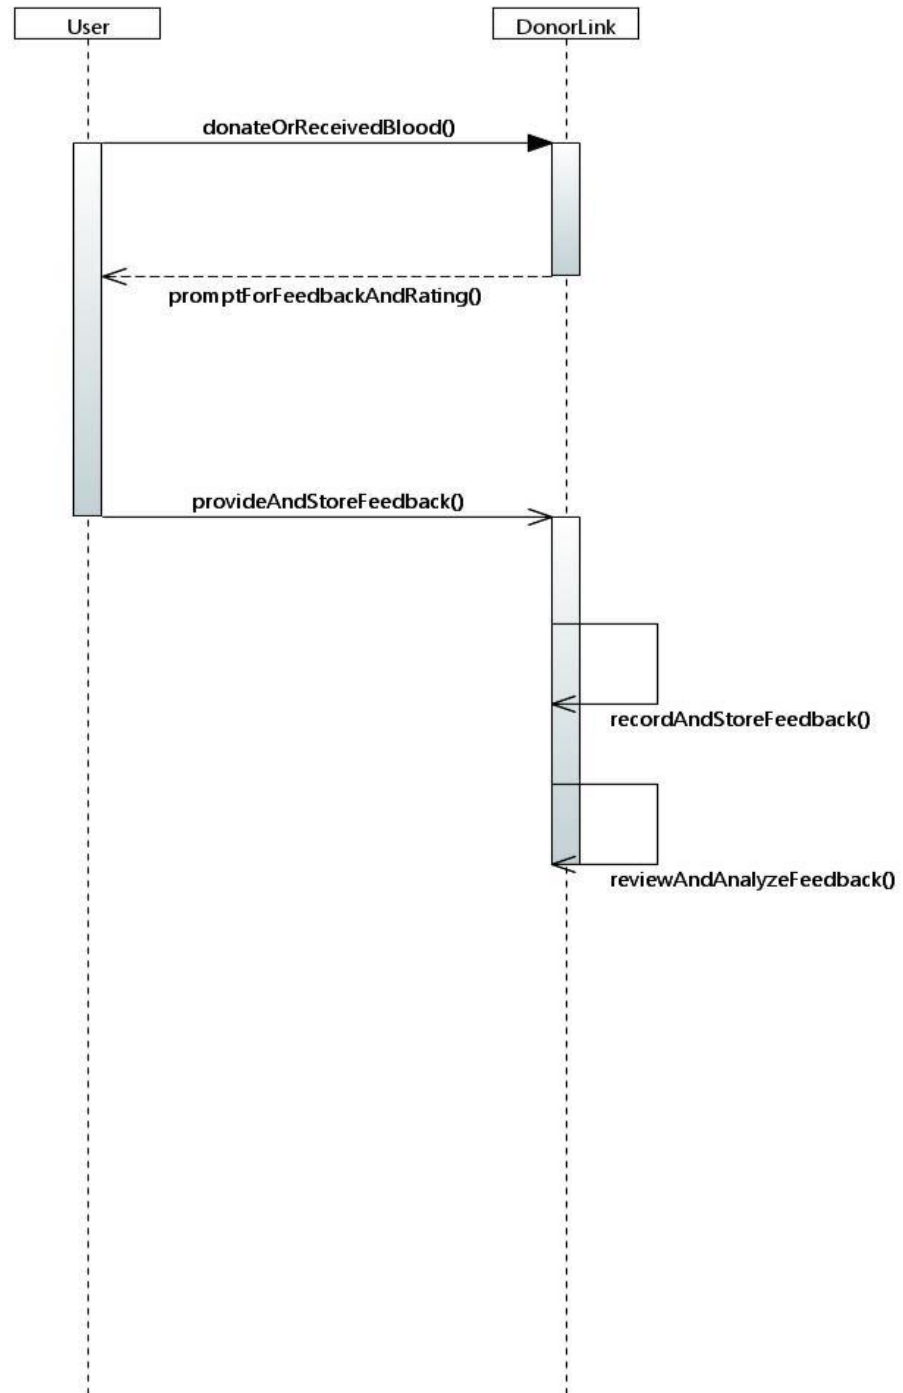 User
DonorLink
donateOrReceivedBlood()
promptForFeedbackAndRating()
provideAndStoreFeedback()
recordAndStoreFeedback()
reviewAndAnalyzeFeedback()